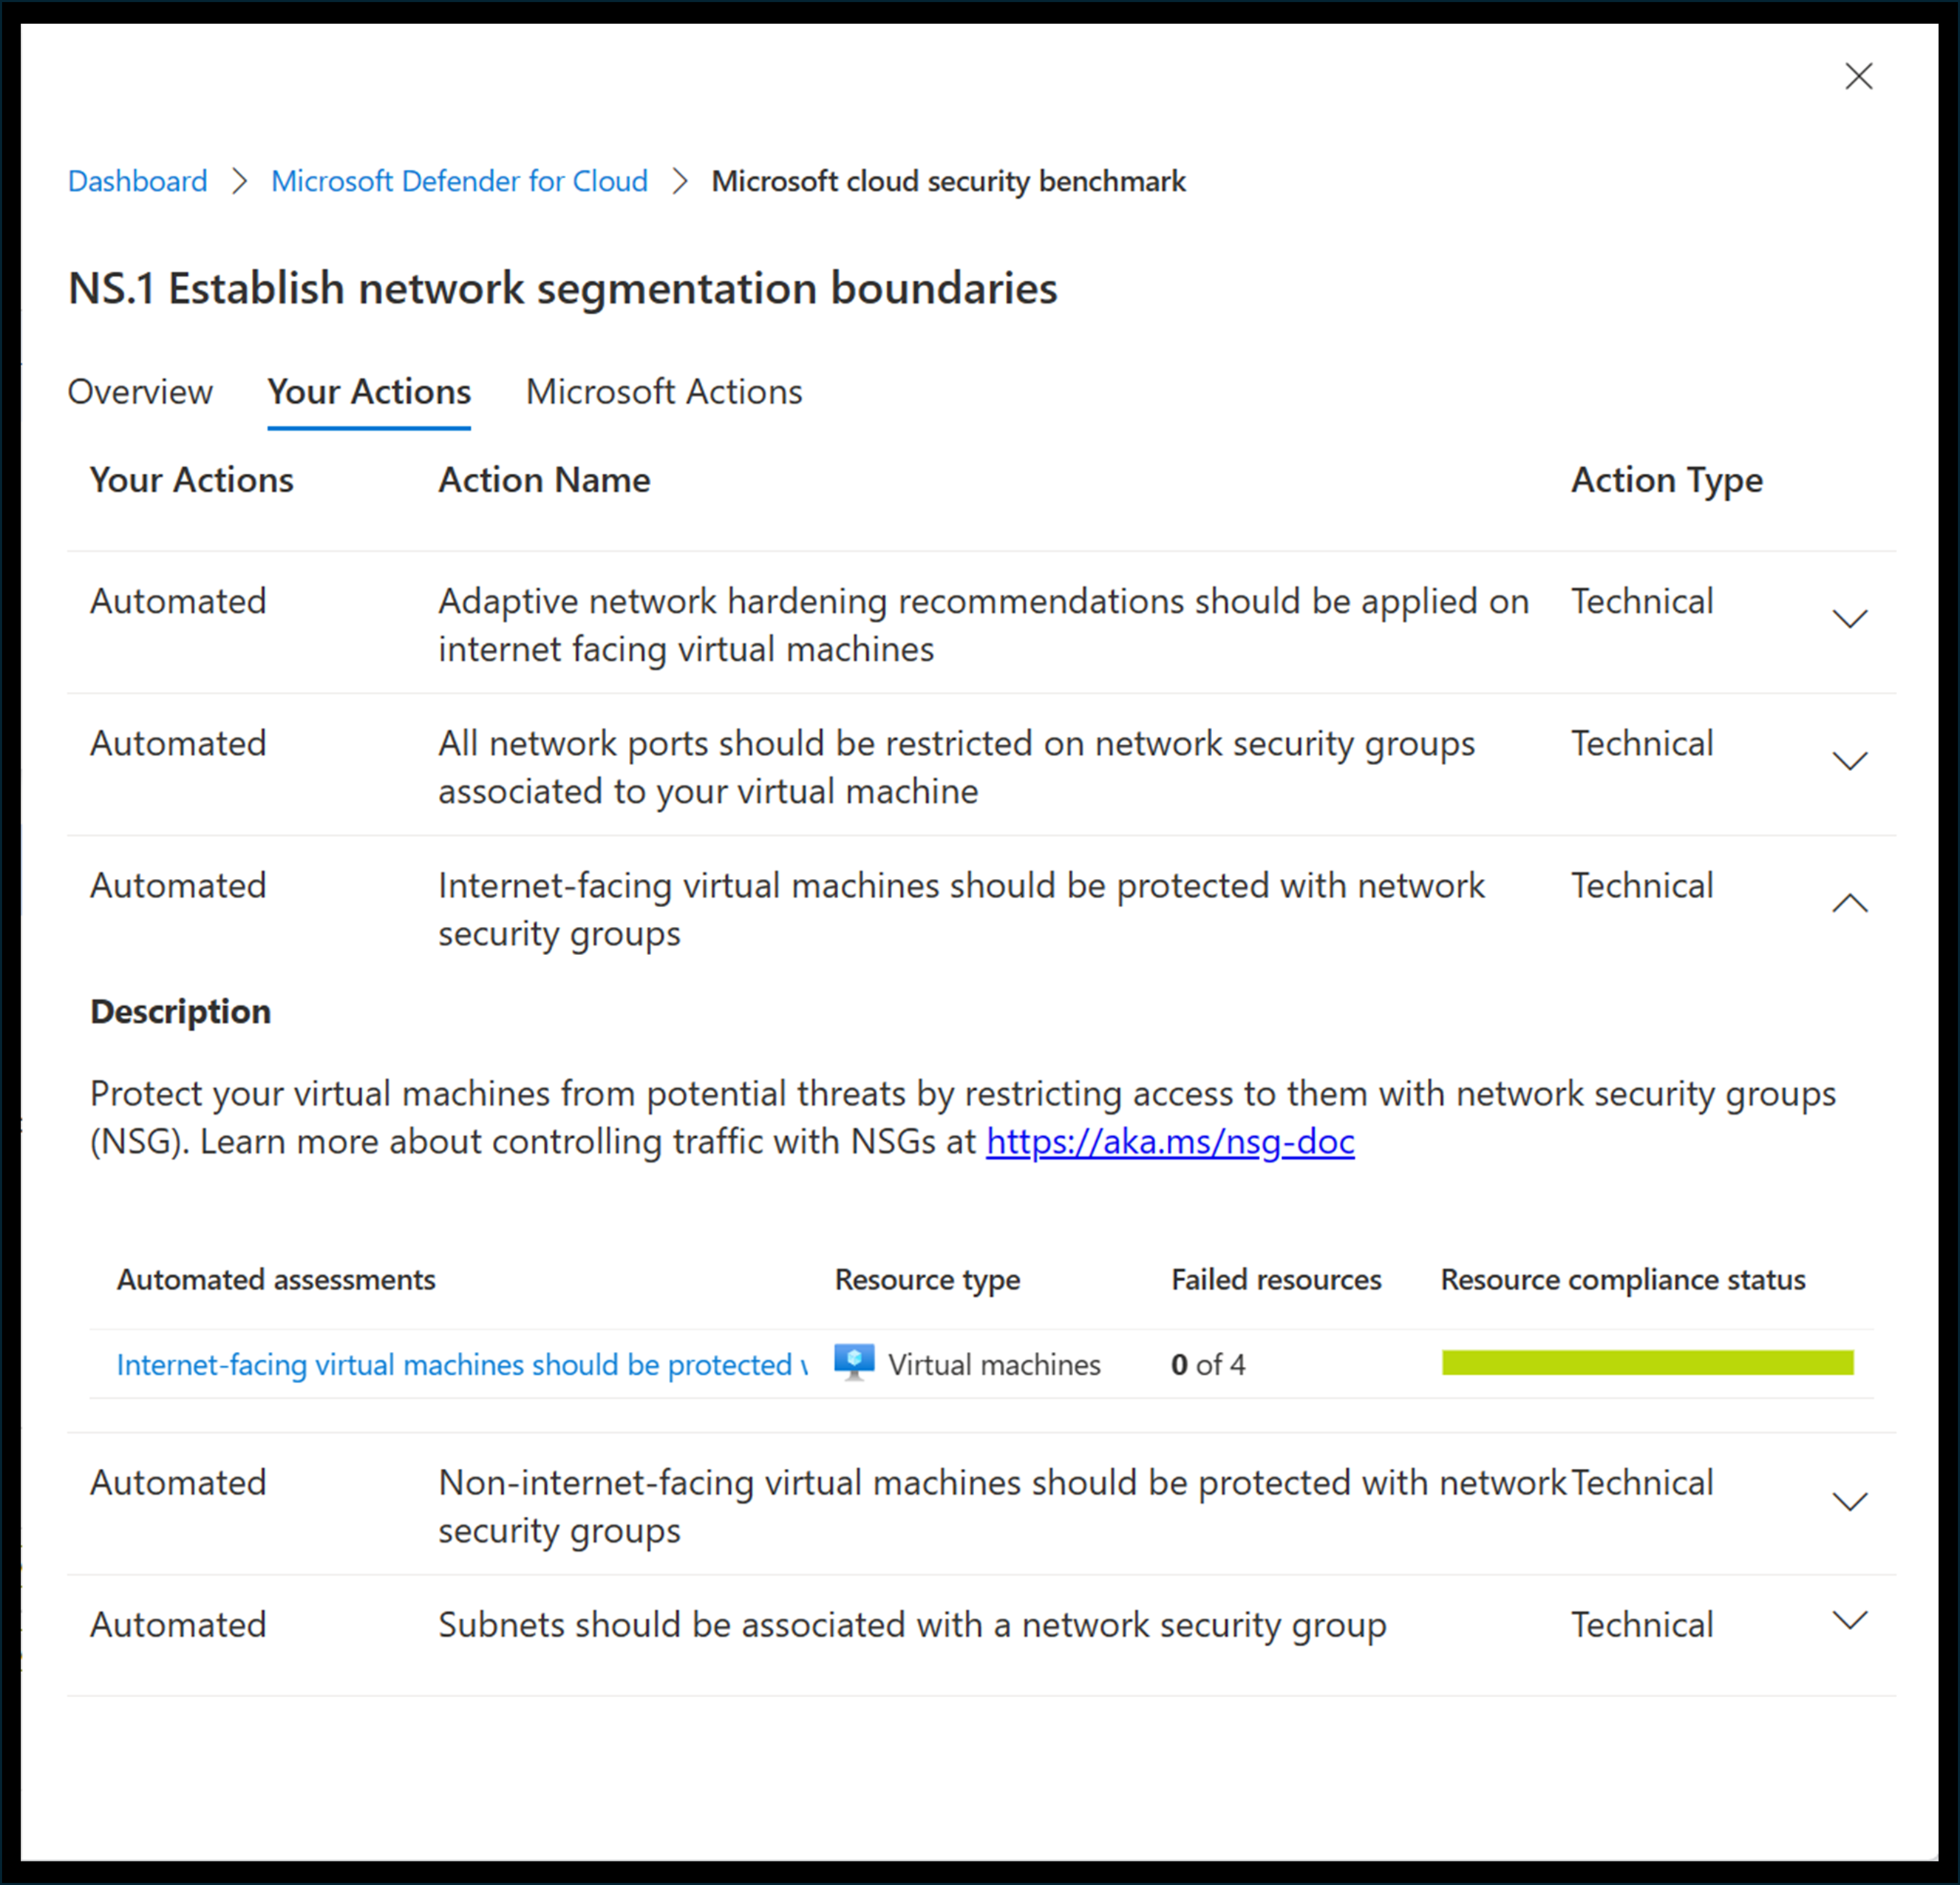 Dashboard > Microsoft Defender for Cloud > Microsoft cloud security benchmark
NS.1 Establish network segmentation boundaries
Overview Your Actions Microsoft Actions
Your Actions Action Name Action Type
Automated Adaptive network hardening recommendations should be applied on Technical
internet facing virtual machines
Automated All network ports should be restricted on network security groups Technical
associated to your virtual machine
Automated Internet-facing virtual machines should be protected with network Technical
security groups
Description
Protect your virtual machines from potential threats by restricting access to them with network security groups
(NSG). Learn more about controlling traffic with NSGs at https://aka.ms/nsg-doc
Automated assessments Resource type Failed resources Resource compliance status
Internet-facing virtual machines should be protected Virtual machines 0 of 4
Automated Non-internet-facing virtual machines should be protected with network Technical
security groups
Automated Subnets should be associated with a network security group Technical